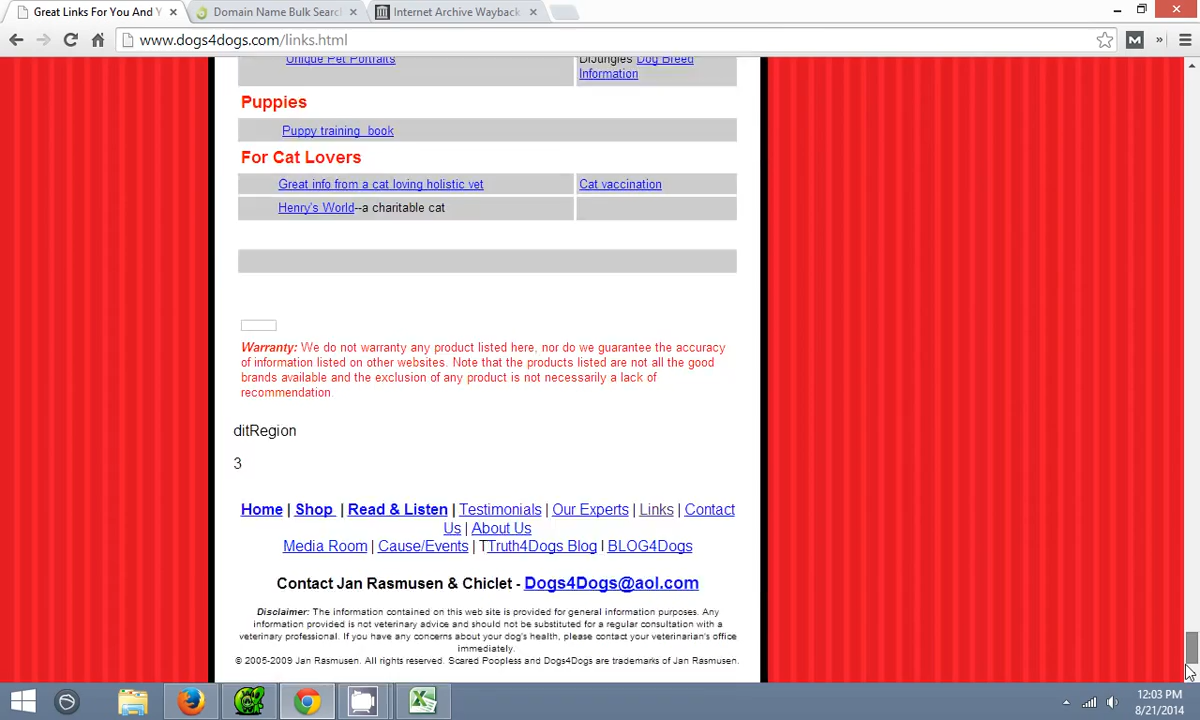 Great Links For You And Y
Domain Name Bulk Searc
Internet Archive Wayback
www.dogs4dogs.com/links.html
M
»
Unique Pet Portraits
DiJungles Dog Breed
Information
Puppies
Puppy training book
For Cat Lovers
Great info from a cat loving holistic vet
Cat vaccination
Henry's World--a charitable cat
Warranty: We do not warranty any product listed here, nor do we guarantee the accuracy
of information listed on other websites. Note that the products listed are not all the good
brands available and the exclusion of any product is not necessarily a lack of
recommendation.
ditRegion
3
Home | Shop | Read & Listen | Testimonials | Our Experts | Links | Contact
Us | About Us
Media Room | Cause/Events | TTruth4Dogs Blog l BLOG4Dogs
Contact Jan Rasmusen & Chiclet - Dogs4Dogs@aol.com
Disclaimer: The information contained on this web site is provided for general information purposes. Any
information provided is not veterinary advice and should not be substituted for a regular consultation with a
veterinary professional. If you have any concerns about your dog's health, please contact your veterinarian's office
immediately.
© 2005-2009 Jan Rasmusen. All rights reserved. Scared Poopless and Dogs4Dogs are trademarks of Jan Rasmusen.
12:03 PM
8/21/2014